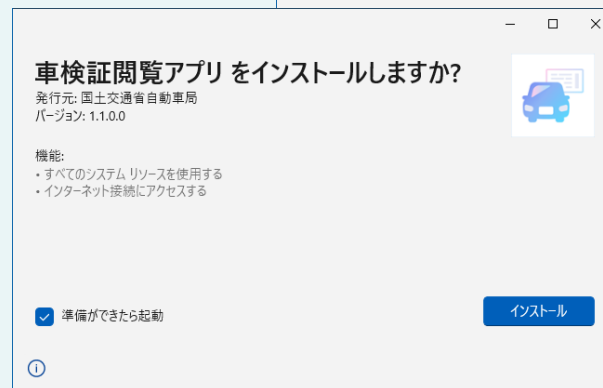 車検証閲覧アプリ をインストールしますか?
発行元: 国土交通省自動車局
バージョン: 1.1.0.0
機能:
• すべてのシステム リソースを使用する
• インターネット接続にアクセスする
準備ができたら起動
インストール